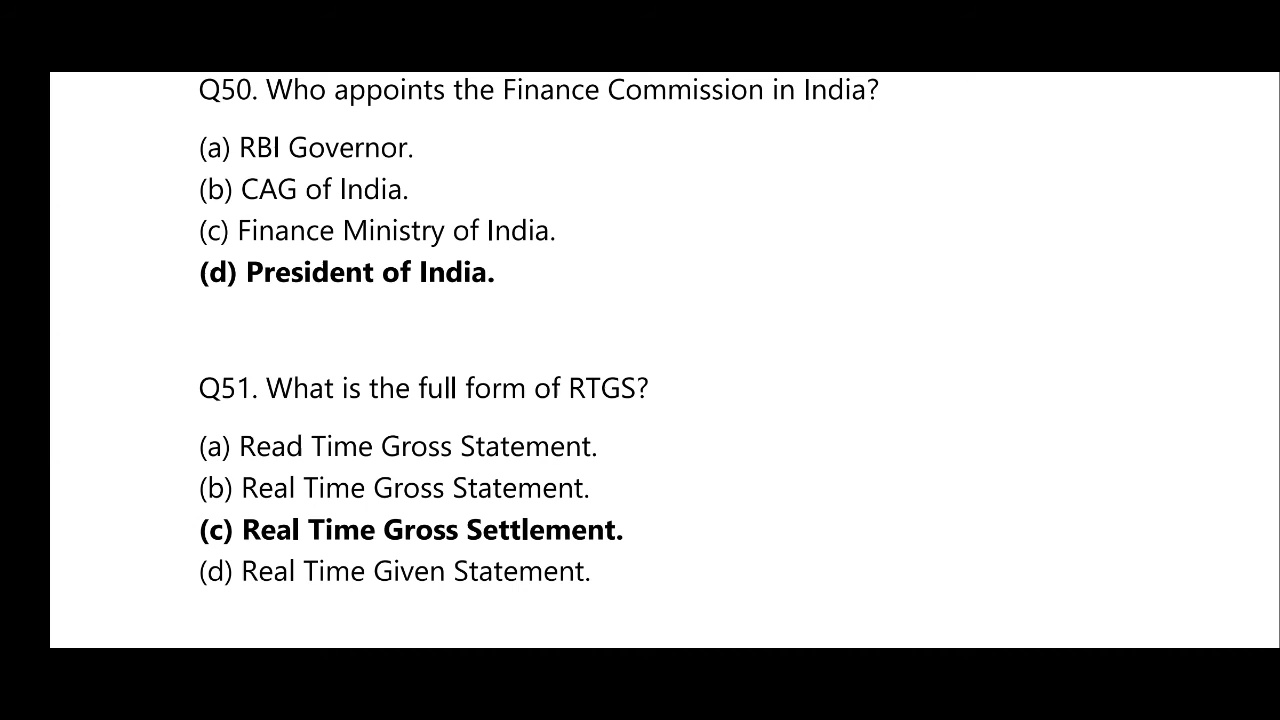 Q50. Who appoints the Finance Commission in India?
(a) RBI Governor.
(b) CAG of India.
(c) Finance Ministry of India.
(d) President of India.
Q51. What is the full form of RTGS?
(a) Read Time Gross Statement.
(b) Real Time Gross Statement.
(c) Real Time Gross Settlement.
(d) Real Time Given Statement.